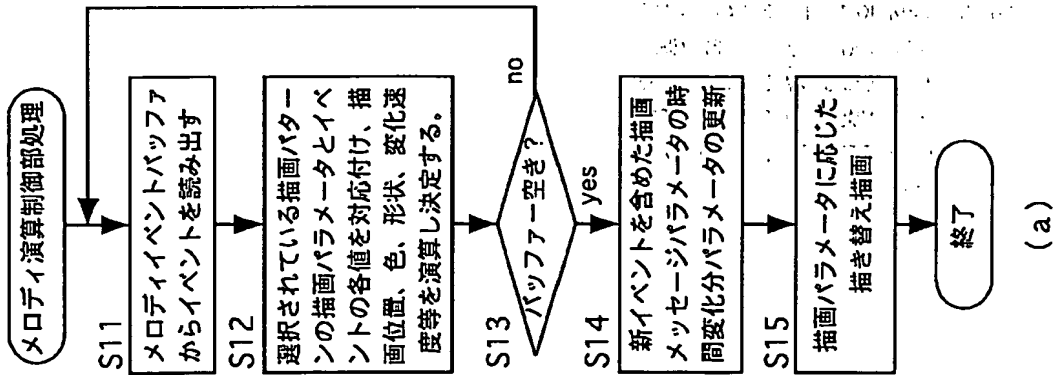 メロディ演算制御部処理
S11
メロディイベントバッファ
からイベントを読み出す
S12
選択されている描画パター
ンの描画パラメータとイベ
ントの各値を対応付け、描
画位置、色、形状、変化速
度等を演算し決定する。
S13
バッファー空き?
no
yes
S14
新イベントを含めた描画
メッセージパラメータの時
間変化分パラメータの更新
S15
描画パラメータに応じた
描き替え描画
終了
(a)